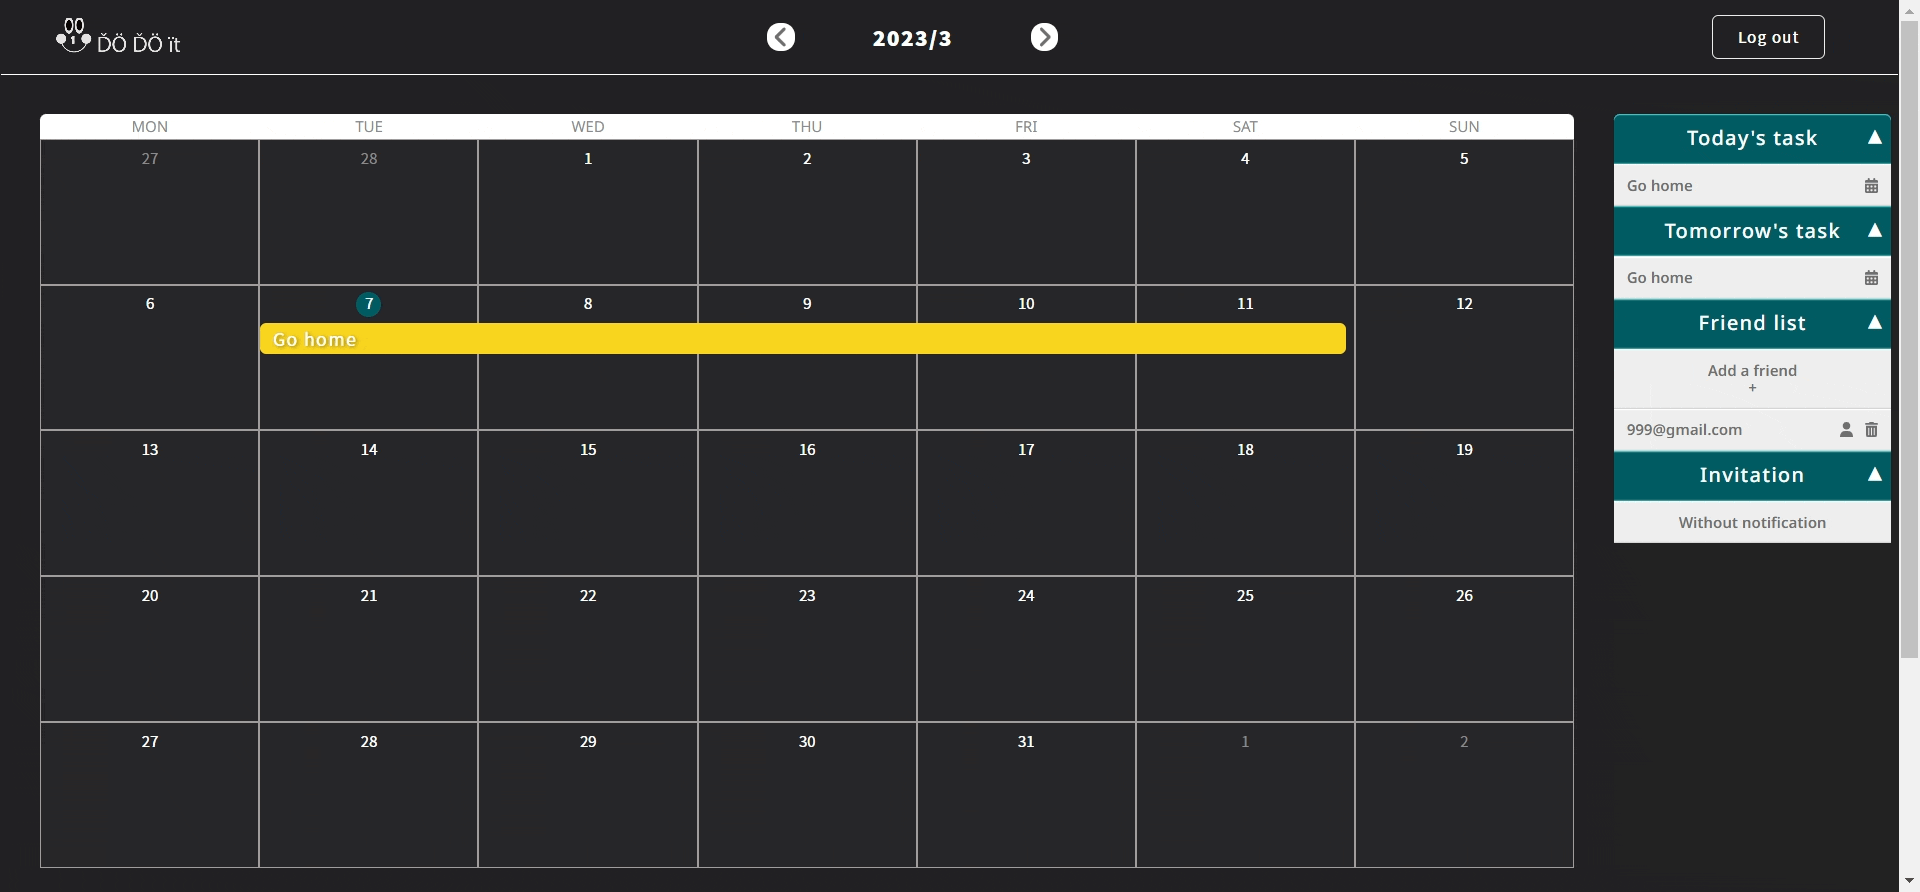 ĎÖ ĎÖ ït
2023/3
Log out
MON TUE WED THU FRI SAT SUN
27 28 1 2 3 4 5
6 7 8 9 10 11 12
Go home
13 14 15 16 17 18 19
20 21 22 23 24 25 26
27 28 29 30 31 1 2
Today's task
Go home
Tomorrow's task
Go home
Friend list
Add a friend
+
999@gmail.com
Invitation
Without notification